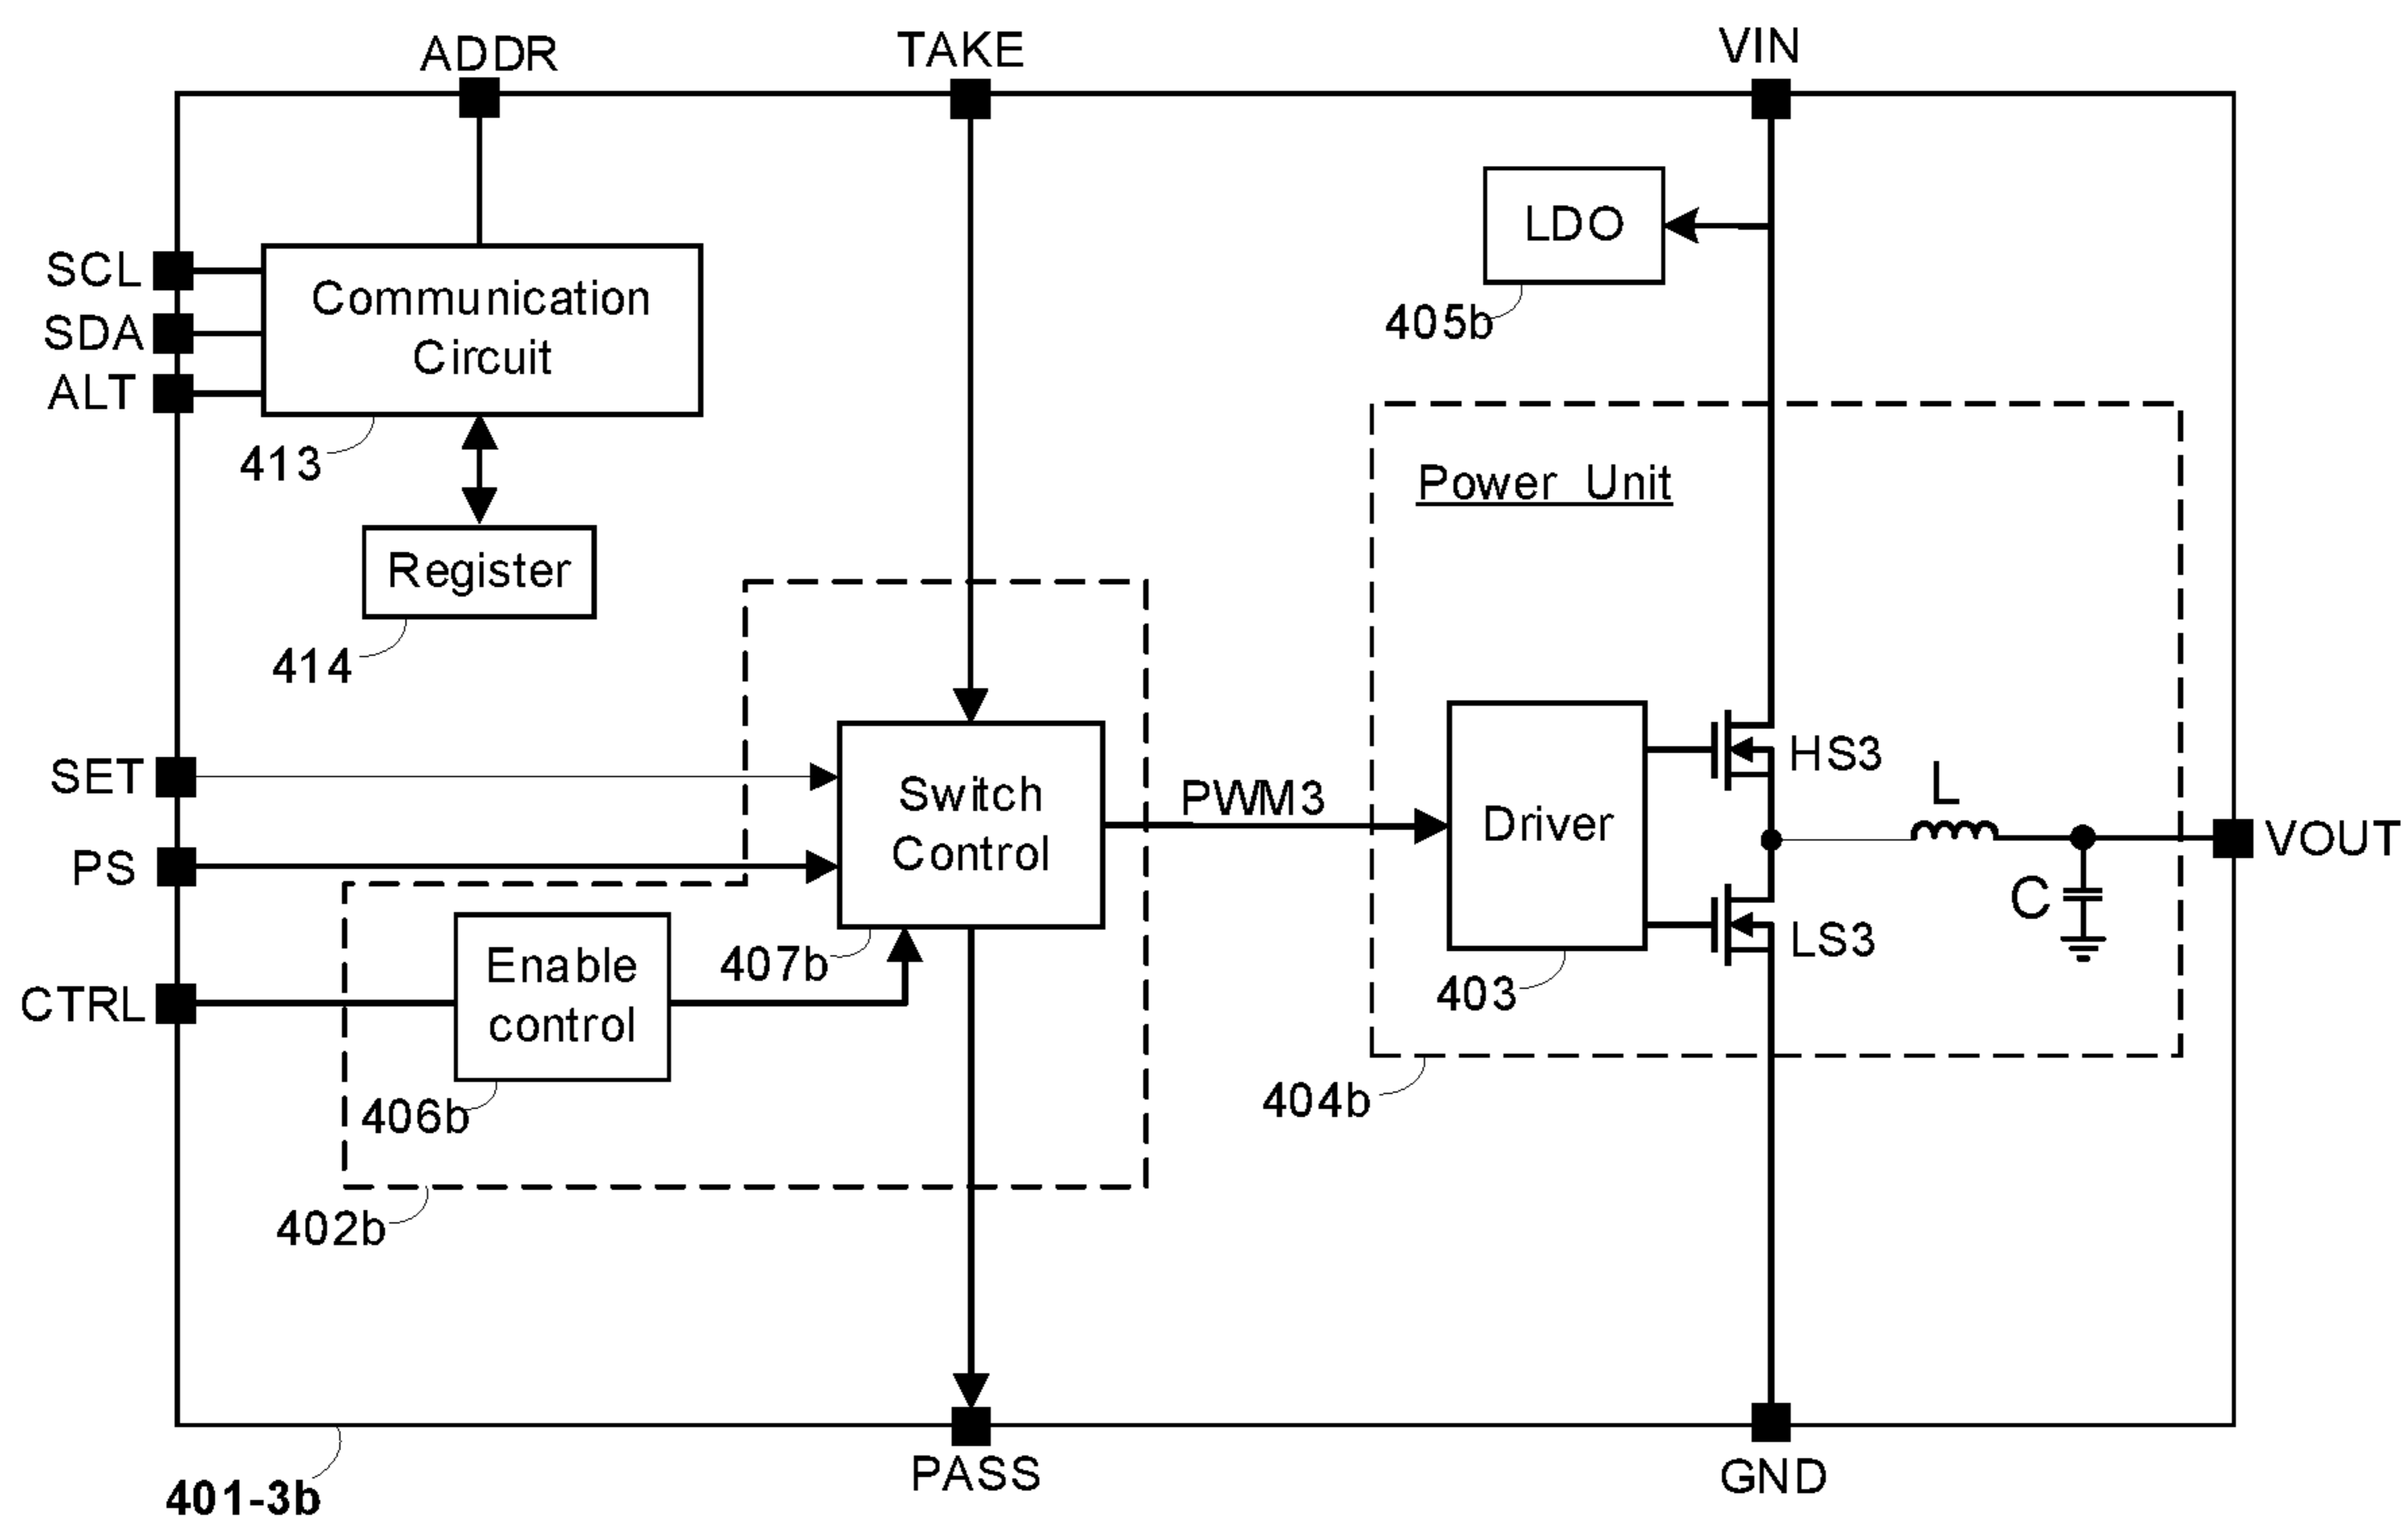 ADDR
TAKE
VIN
LDO
405b
SCL
SDA
ALT
Communication
Circuit
413
Register
414
Power Unit
SET
PS
CTRL
Switch
Control
407b
PWM3
Driver
403
HS3
LS3
L
C
VOUT
Enable
control
406b
402b
404b
401-3b
PASS
GND